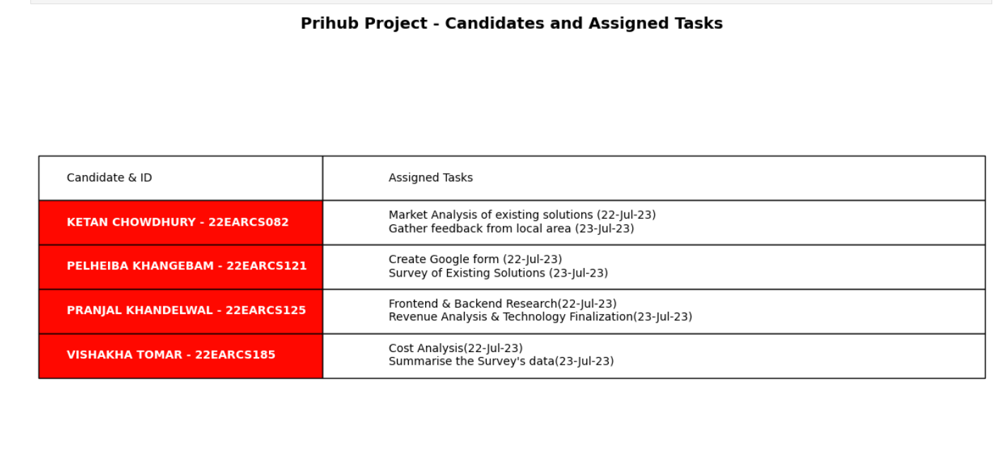 Prihub Project - Candidates and Assigned Tasks
Candidate & ID
Assigned Tasks
KETAN CHOWDHURY - 22EARCS082
Market Analysis of existing solutions (22-Jul-23)
Gather feedback from local area (23-Jul-23)
PELHEIBA KHANGEBAM - 22EARCS121
Create Google form (22-Jul-23)
Survey of Existing Solutions (23-Jul-23)
PRANJAL KHANDELWAL - 22EARCS125
Frontend & Backend Research(22-Jul-23)
Revenue Analysis & Technology Finalization(23-Jul-23)
VISHAKHA TOMAR - 22EARCS185
Cost Analysis(22-Jul-23)
Summarise the Survey's data(23-Jul-23)